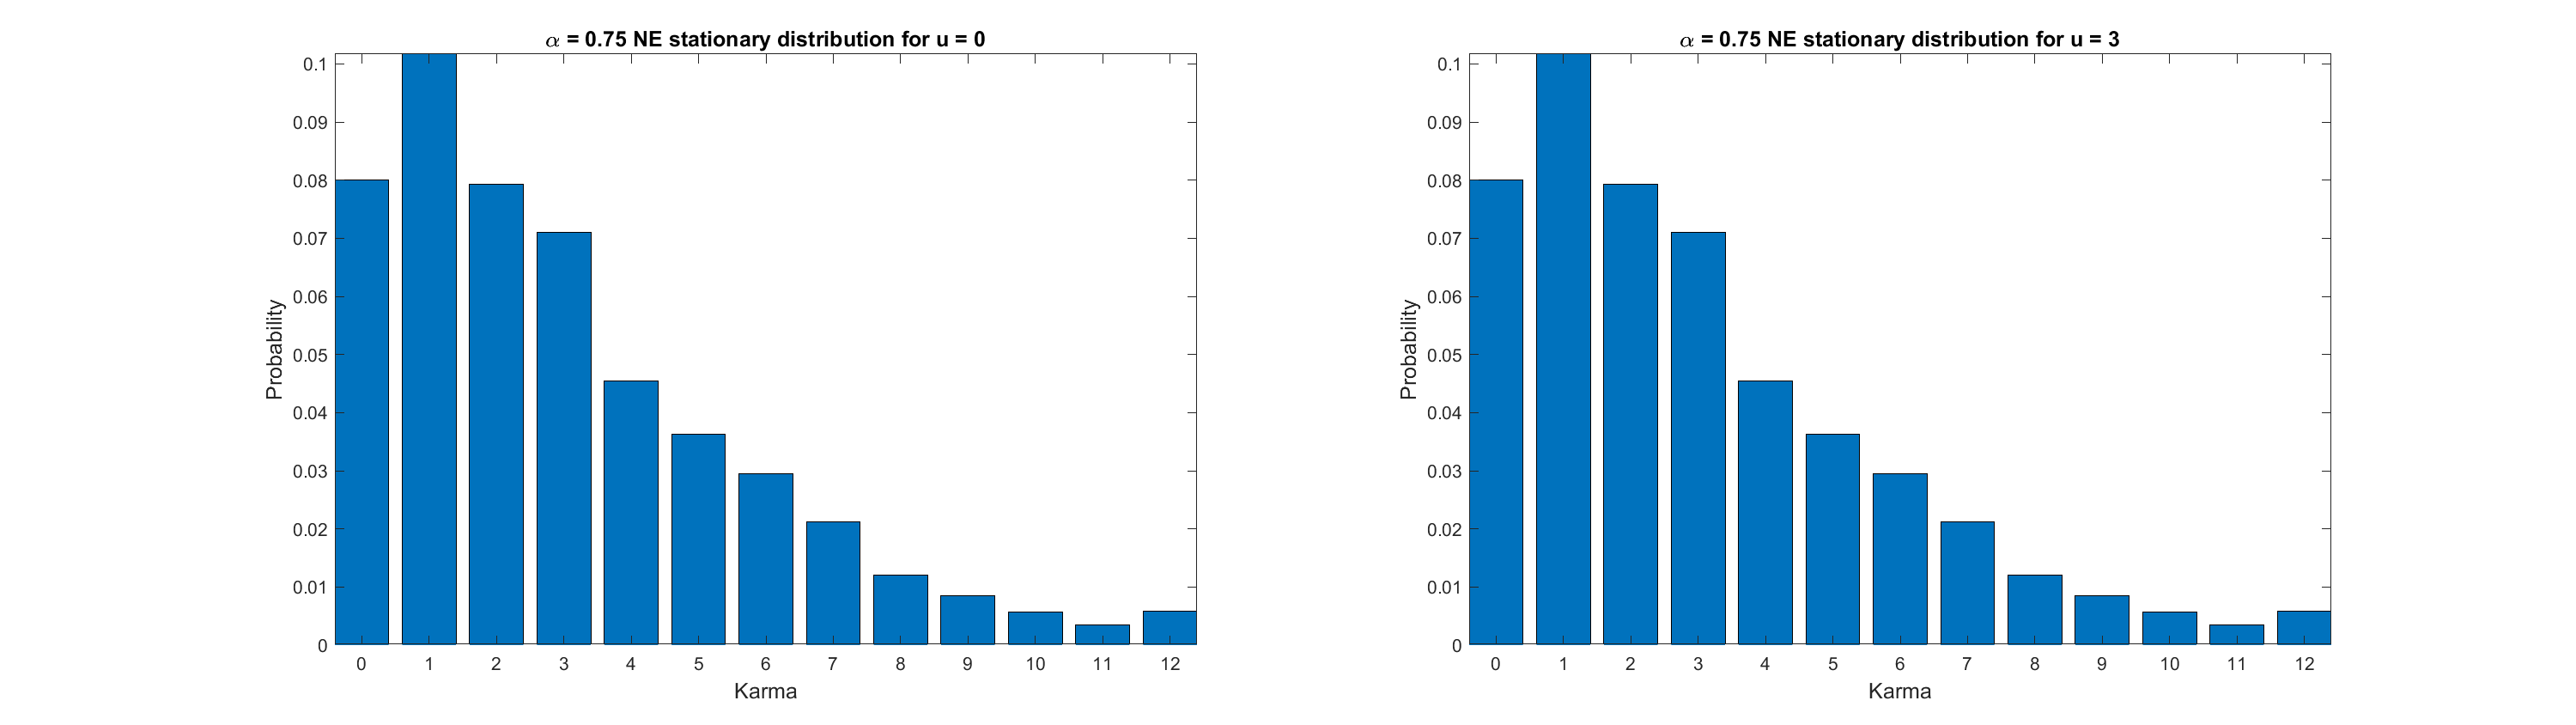 α = 0.75 NE stationary distribution for u = 0
0.1
0.09
0.08
0.07
0.06
0.05
0.04
0.03
0.02
0.01
0
Probability
0 1 2 3 4 5 6 7 8 9 10 11 12
Karma
α = 0.75 NE stationary distribution for u = 3
0.1
0.09
0.08
0.07
0.06
0.05
0.04
0.03
0.02
0.01
0
Probability
0 1 2 3 4 5 6 7 8 9 10 11 12
Karma